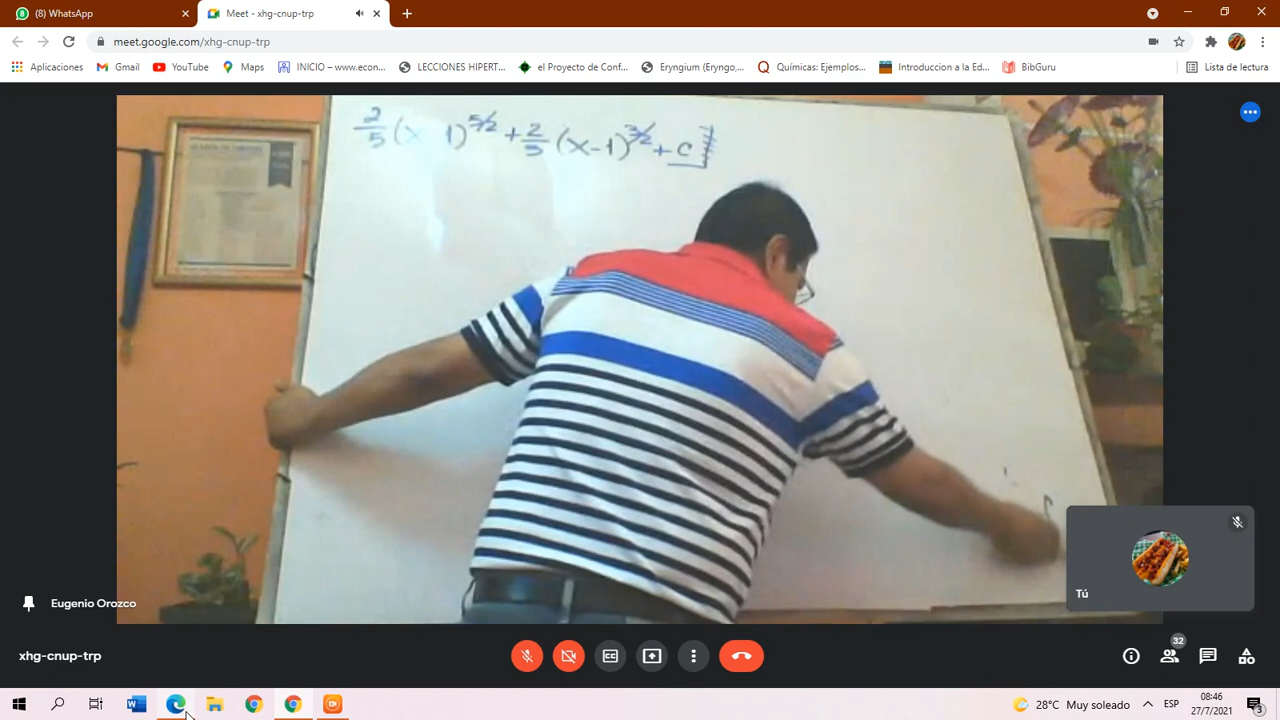 (8) WhatsApp
Meet - xhg-cnup-trp
meet.google.com/xhg-cnup-trp
Aplicaciones
Gmail
YouTube
Maps
INICIO – www.econ...
LECCIONES HIPERT...
el Proyecto de Conf...
Eryngium (Eryngo,...
Químicas: Ejemplos...
Introduccion a la Ed...
BibGuru
Lista de lectura
2/5 (x-1)^5/2 + 2/3 (x-1)^3/2 + C
Eugenio Orozco
Tú
xhg-cnup-trp
32
28°C Muy soleado
ESP
08:46
27/7/2021
3